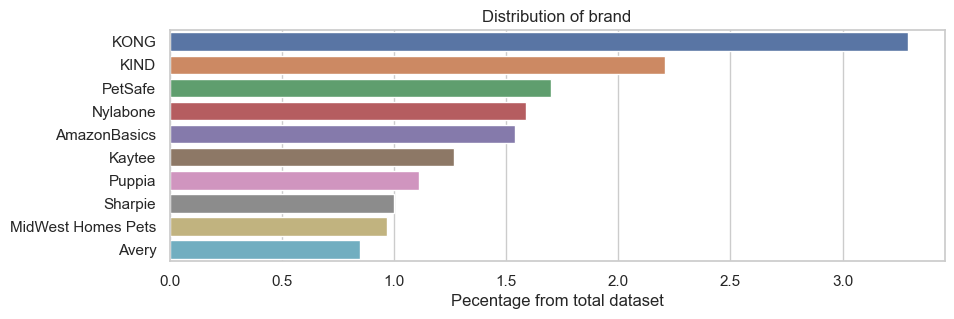 Distribution of brand
KONG
KIND
PetSafe
Nylabone
AmazonBasics
Kaytee
Puppia
Sharpie
MidWest Homes Pets
Avery
0.0 0.5 1.0 1.5 2.0 2.5 3.0
Pecentage from total dataset